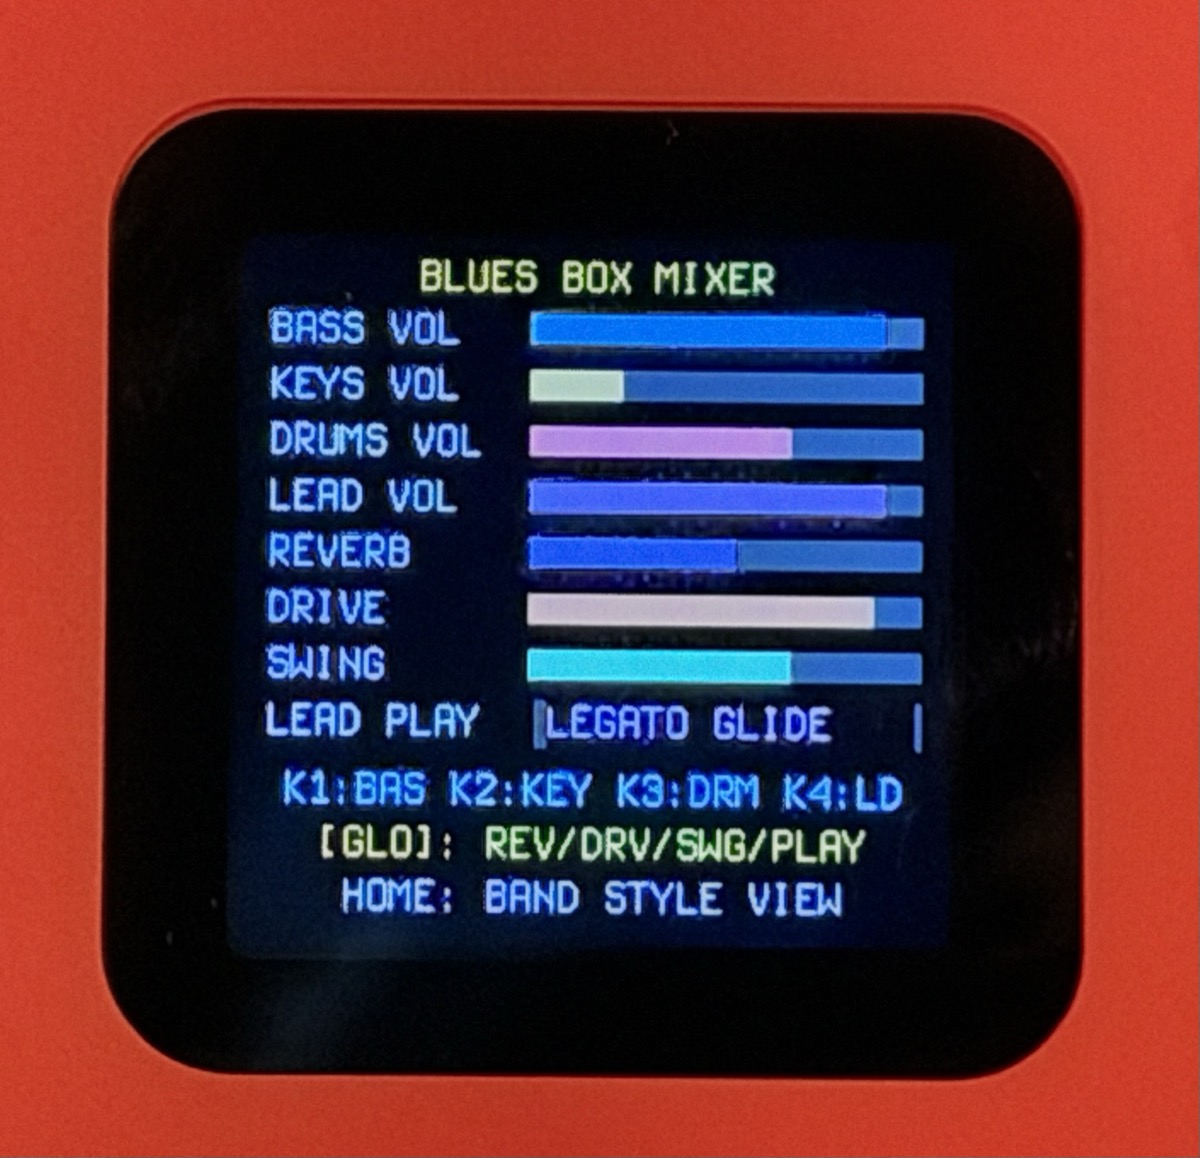 BLUES BOX MIXER
BASS VOL
KEYS VOL
DRUMS VOL
LEAD VOL
REVERB
DRIVE
SWING
LEAD PLAY LEGATO GLIDE
K1:BAS K2:KEY K3:DRM K4:LD
[GLO]: REV/DRV/SWG/PLAY
HOME: BAND STYLE VIEW